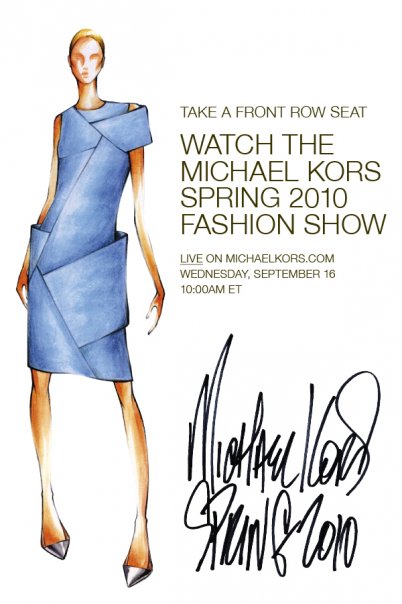 TAKE A FRONT ROW SEAT
WATCH THE
MICHAEL KORS
SPRING 2010
FASHION SHOW
LIVE ON MICHAELKORS.COM
WEDNESDAY, SEPTEMBER 16
10:00AM ET
MICHAEL KORS
SPRING 2010